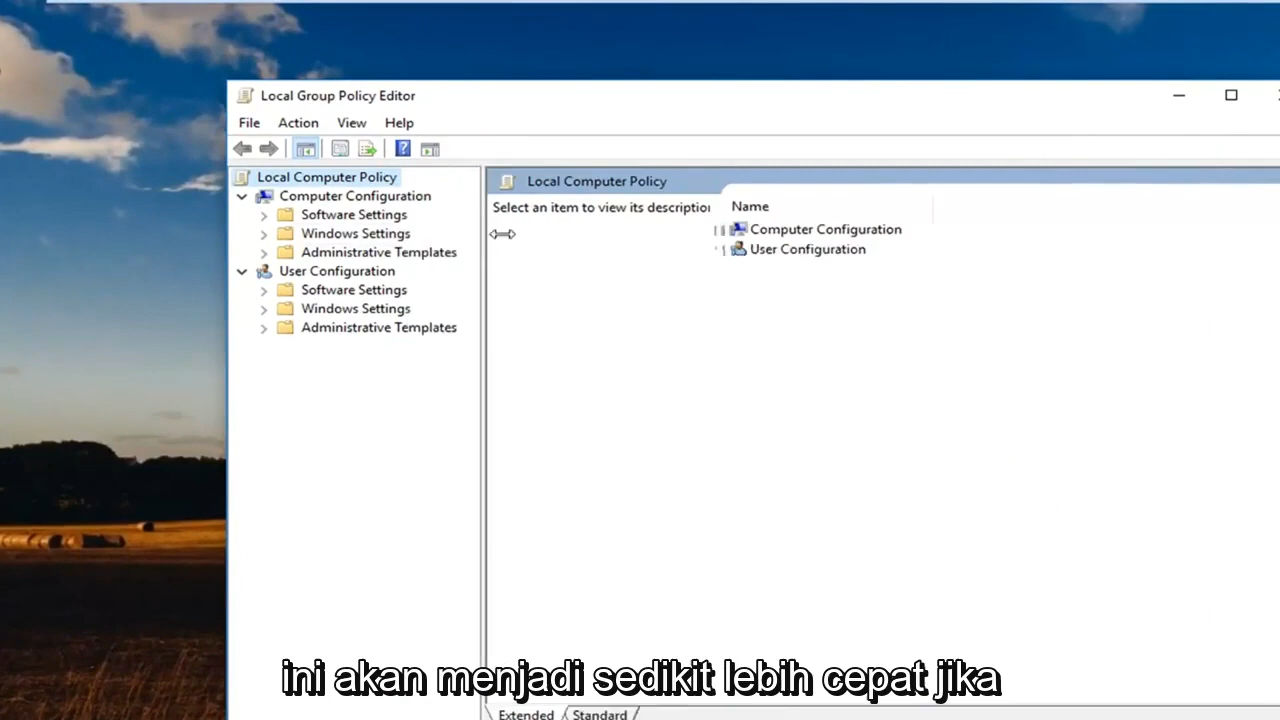 Local Group Policy Editor
File Action View Help
Local Computer Policy
Computer Configuration
Software Settings
Windows Settings
Administrative Templates
User Configuration
Software Settings
Windows Settings
Administrative Templates
Local Computer Policy
Select an item to view its description
Name
Computer Configuration
User Configuration
ini akan menjadi sedikit lebih cepat jika
Extended Standard